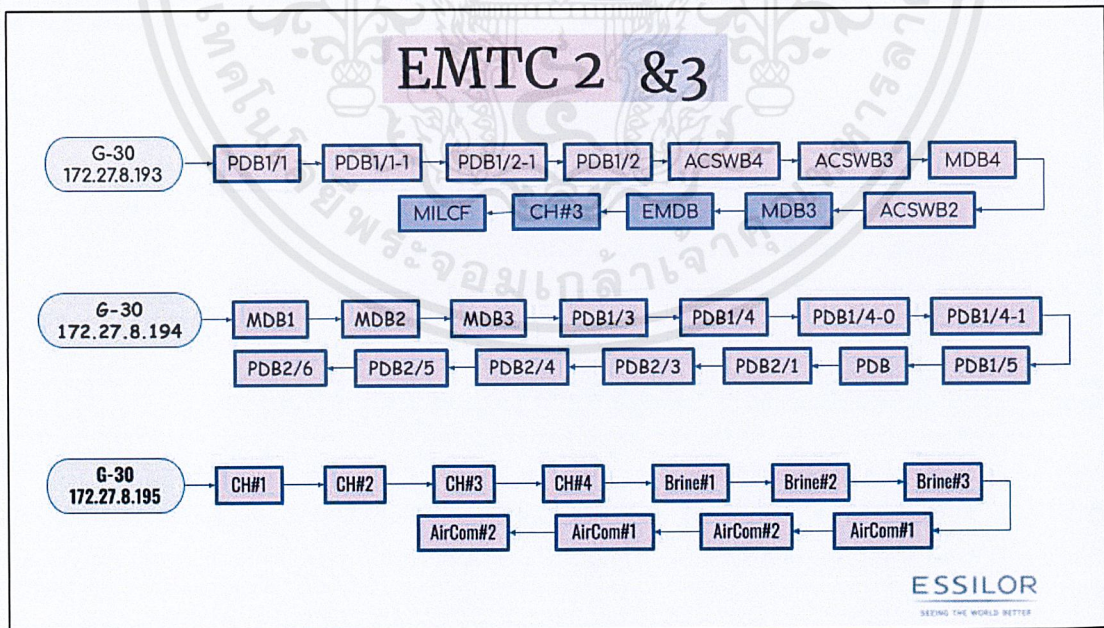 EMTC 2 &3
G-30
172.27.8.193
PDB1/1 PDB1/1-1 PDB1/2-1 PDB1/2 ACSWB4 ACSWB3 MDB4
MILCF CH#3 EMDB MDB3 ACSWB2
G-30
172.27.8.194
MDB1 MDB2 MDB3 PDB1/3 PDB1/4 PDB1/4-0 PDB1/4-1
PDB2/6 PDB2/5 PDB2/4 PDB2/3 PDB2/1 PDB PDB1/5
G-30
172.27.8.195
CH#1 CH#2 CH#3 CH#4 Brine#1 Brine#2 Brine#3
AirCom#2 AirCom#1 AirCom#2 AirCom#1
ESSILOR
SEEING THE WORLD BETTER